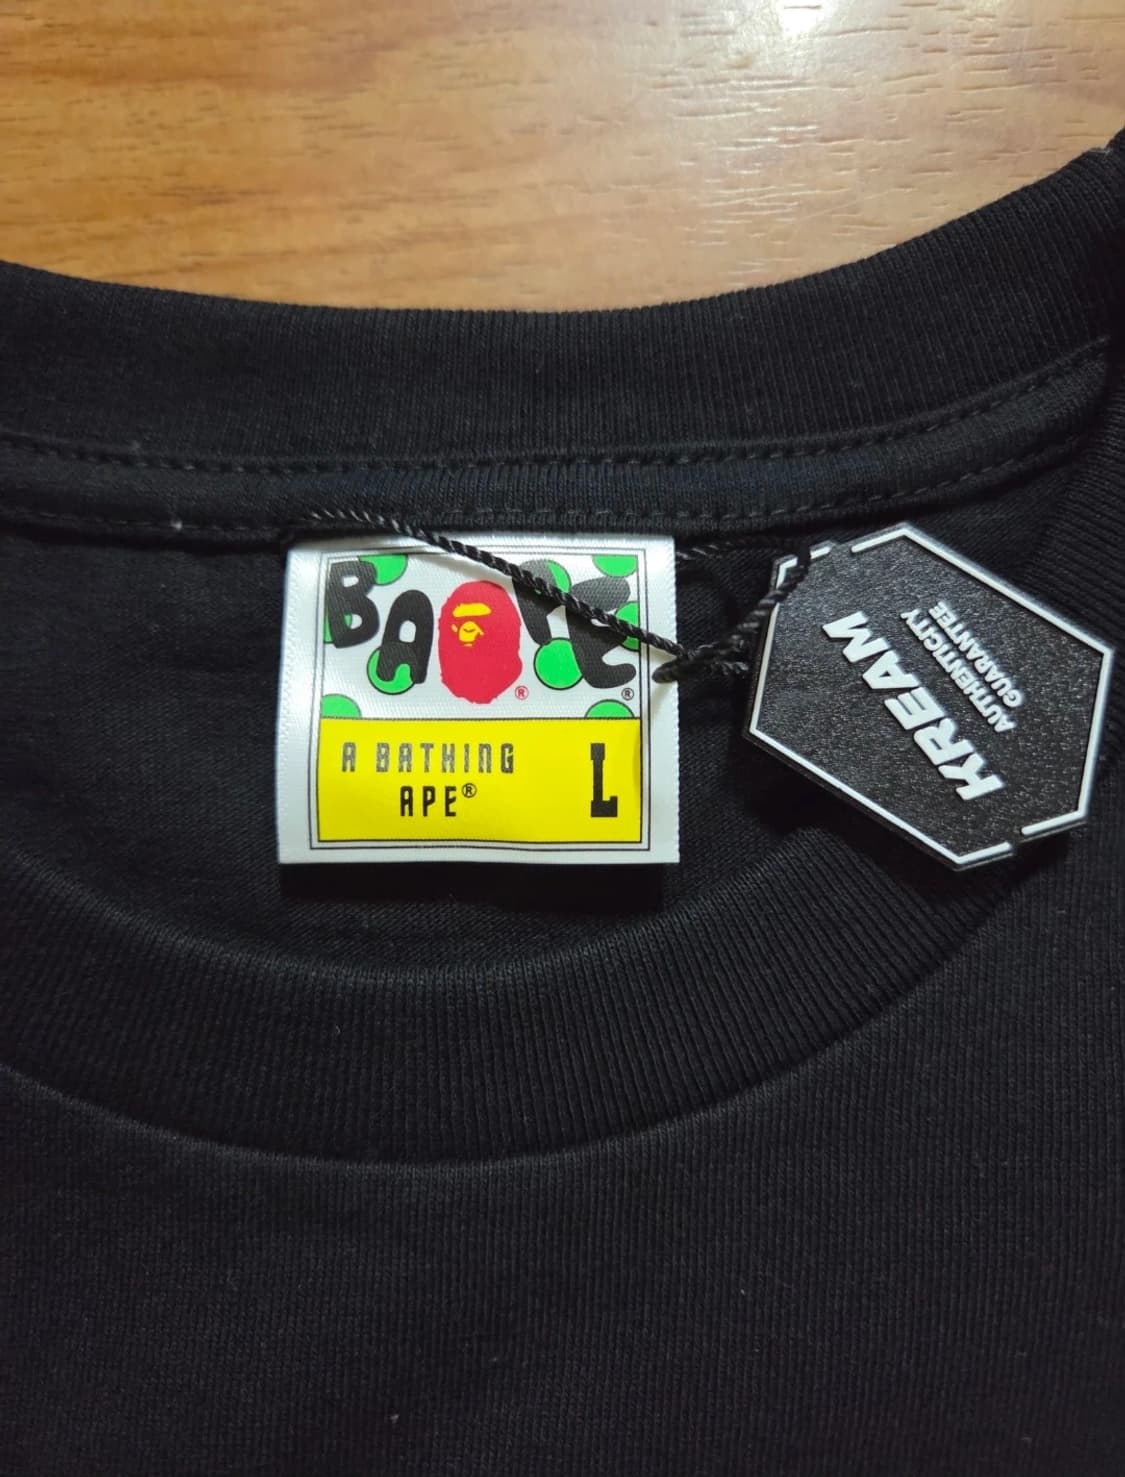 BAPE
®
®
A BATHING
APE®
L
KREAM
AUTHENTICITY
GUARANTEE